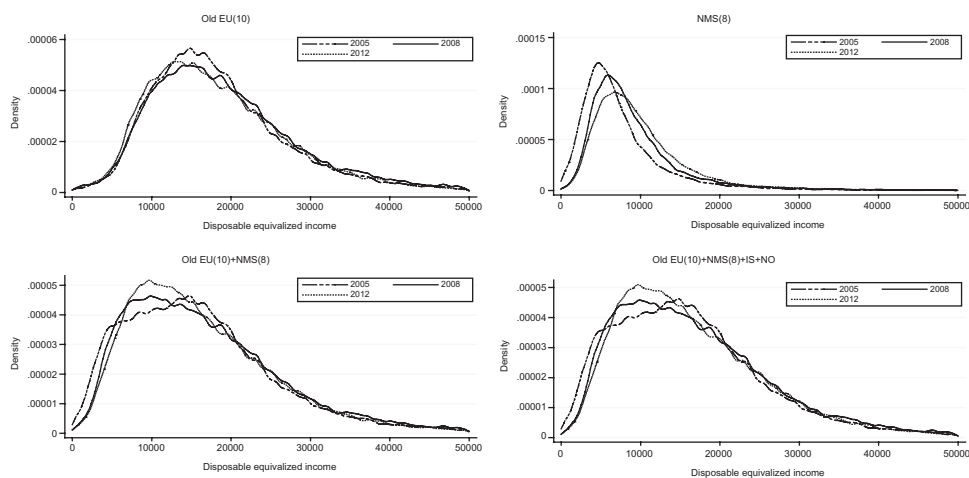 Old EU(10)
2005
2008
2012
.00006
.00004
.00002
0
Density
0 10000 20000 30000 40000 50000
Disposable equivalized income
NMS(8)
2005
2008
2012
.00015
.0001
.00005
0
Density
0 10000 20000 30000 40000 50000
Disposable equivalized income
Old EU(10)+NMS(8)
2005
2008
2012
.00005
.00004
.00003
.00002
.00001
0
Density
0 10000 20000 30000 40000 50000
Disposable equivalized income
Old EU(10)+NMS(8)+IS+NO
2005
2008
2012
.00005
.00004
.00003
.00002
.00001
0
Density
0 10000 20000 30000 40000 50000
Disposable equivalized income